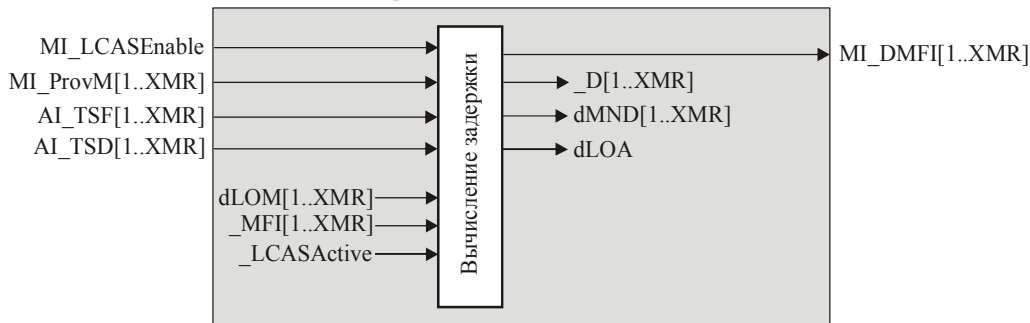 MI_LCASEnable
MI_ProvM[1..XMR]
AI_TSF[1..XMR]
AI_TSD[1..XMR]
dLOM[1..XMR]
_MFI[1..XMR]
_LCASActive
Вычисление задержки
MI_DMFI[1..XMR]
_D[1..XMR]
dMND[1..XMR]
dLOA